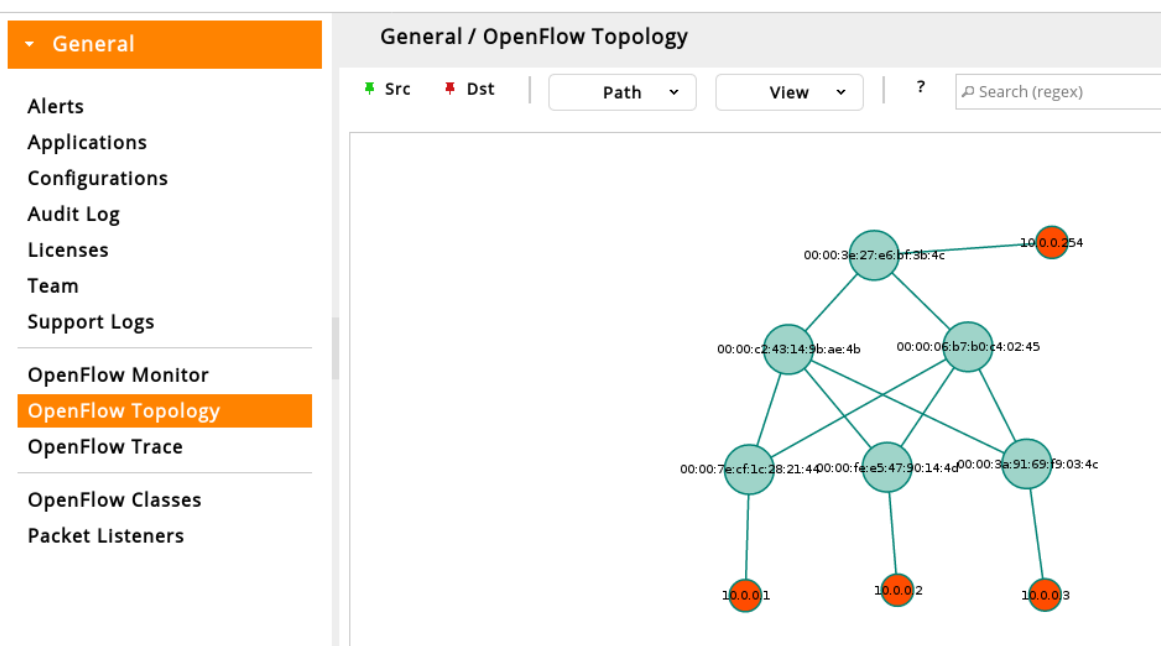 General
Alerts
Applications
Configurations
Audit Log
Licenses
Team
Support Logs
OpenFlow Monitor
OpenFlow Topology
OpenFlow Trace
OpenFlow Classes
Packet Listeners
General / OpenFlow Topology
Src Dst Path View ? Search (regex)
10.0.0.254
00:00:3e:27:e6:bf:3b:4c
00:00:c2:43:14:9b:ae:4b 00:00:06:b7:b0:c4:02:45
00:00:7e:cf:1c:28:21:44 00:00:fe:e5:47:90:14:4d 00:00:3a:91:69:f9:03:4c
10.0.0.1 10.0.0.2 10.0.0.3